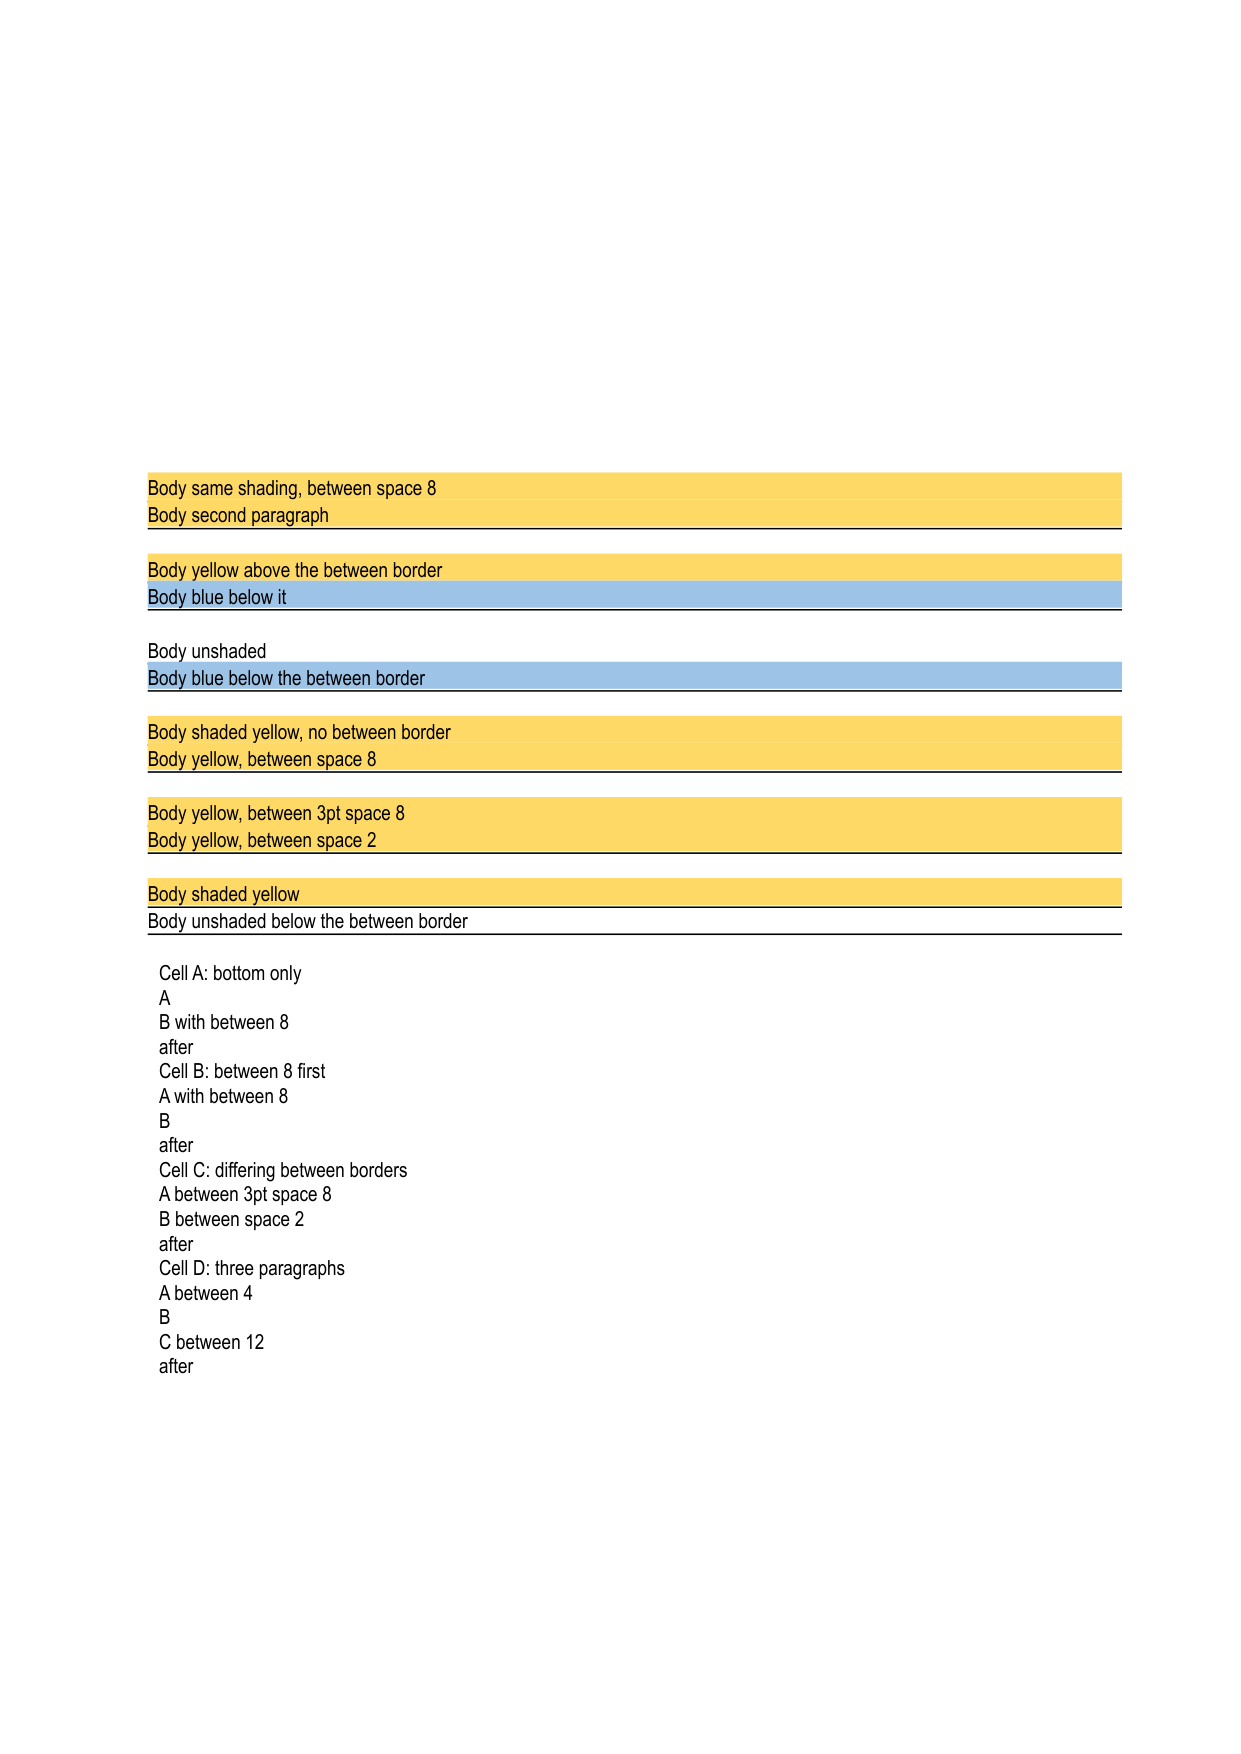 Body same shading, between space 8
Body second paragraph
Body yellow above the between border
Body blue below it
Body unshaded
Body blue below the between border
Body shaded yellow, no between border
Body yellow, between space 8
Body yellow, between 3pt space 8
Body yellow, between space 2
Body shaded yellow
Body unshaded below the between border
Cell A: bottom only
A
B with between 8
after
Cell B: between 8 first
A with between 8
B
after
Cell C: differing between borders
A between 3pt space 8
B between space 2
after
Cell D: three paragraphs
A between 4
B
C between 12
after